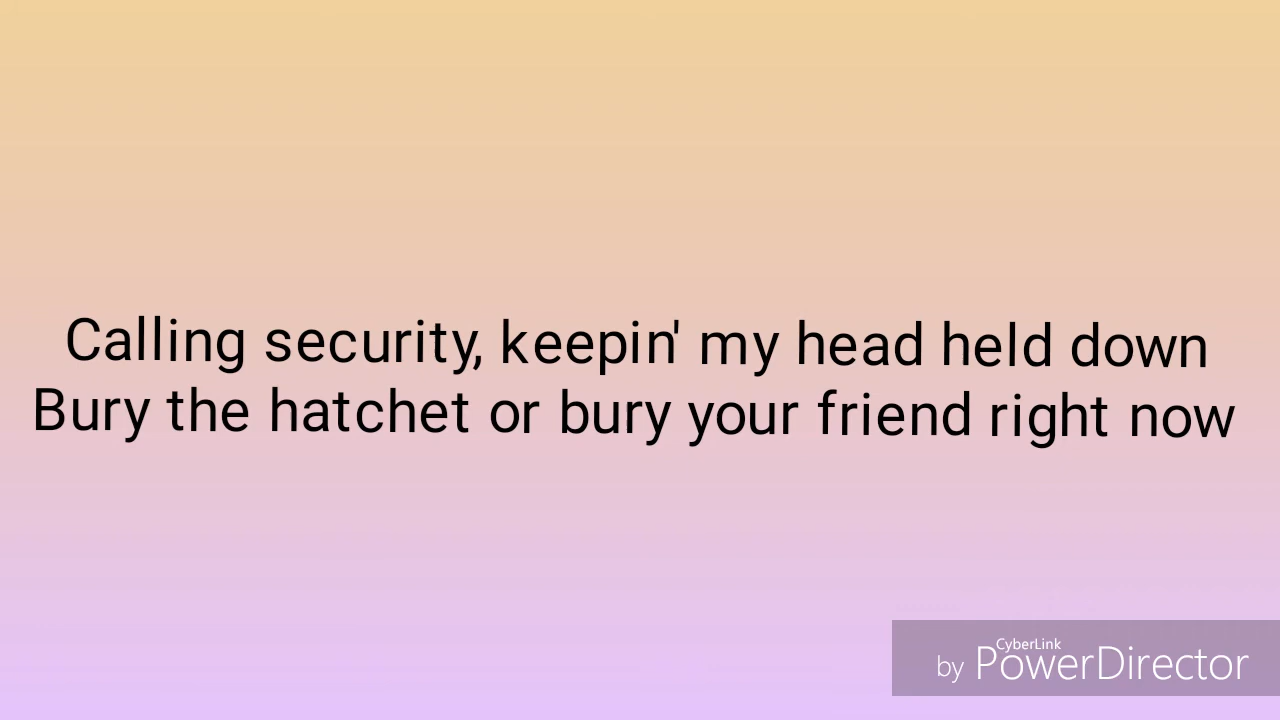 Calling security, keepin' my head held down
Bury the hatchet or bury your friend right now
CyberLink
by PowerDirector